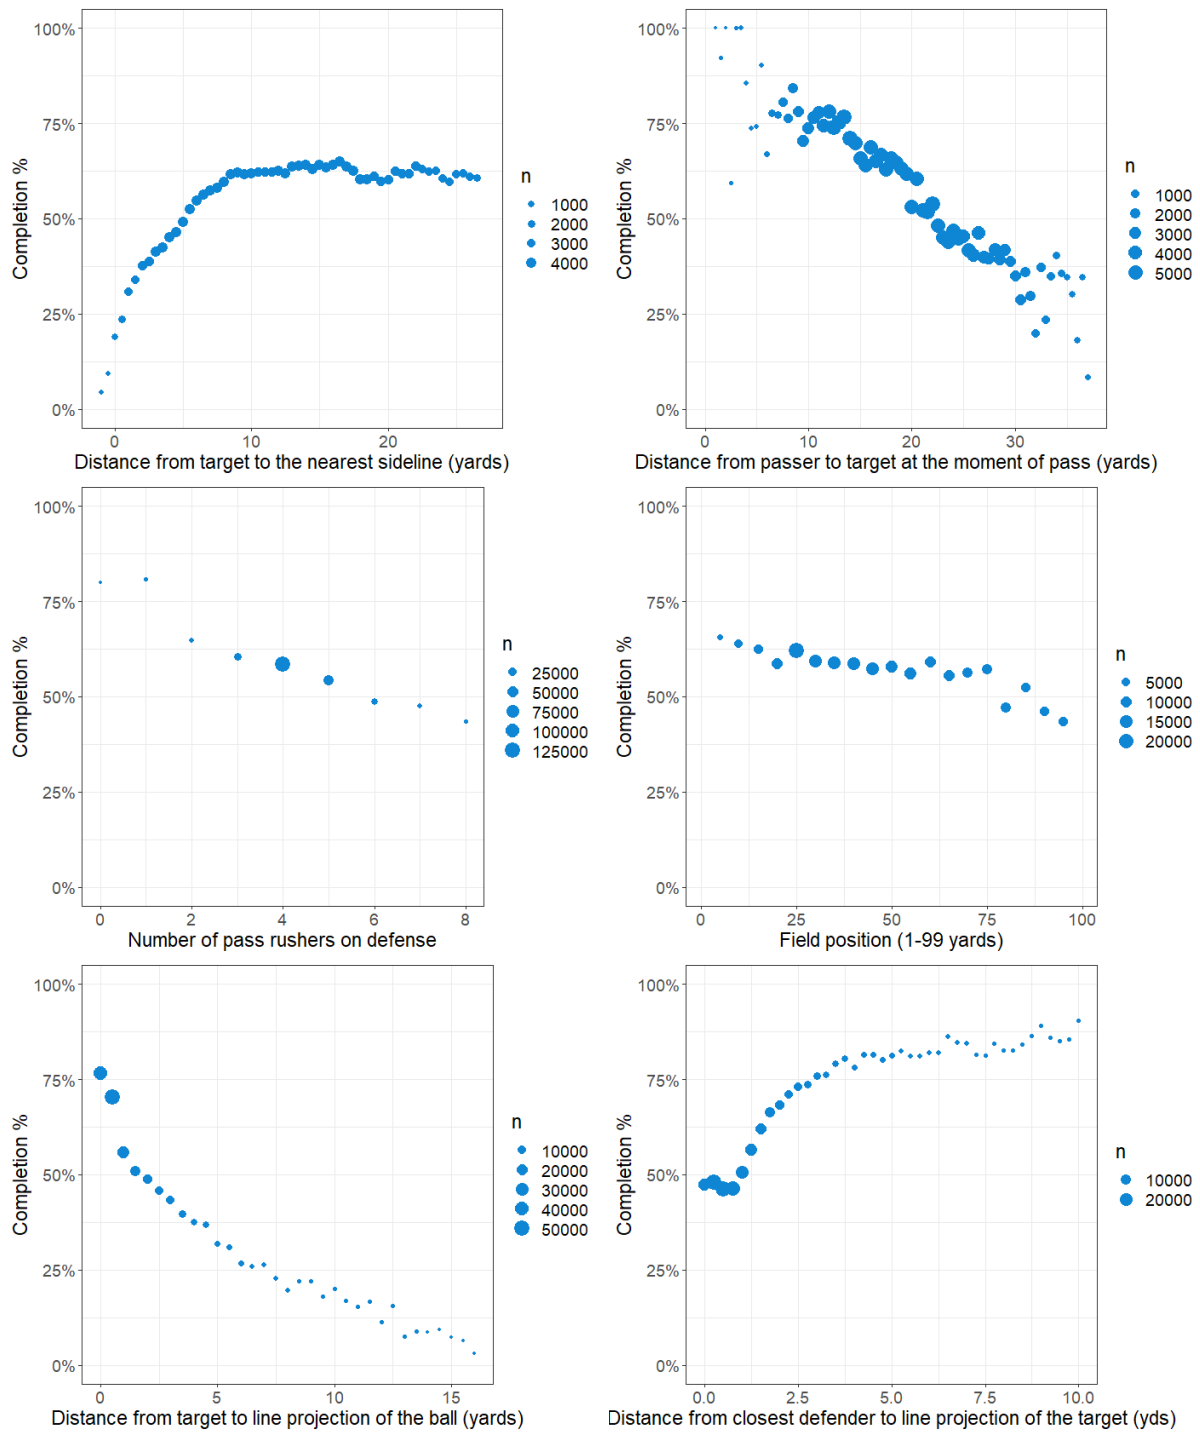 100%
75%
50%
25%
0%
Completion %
0 10 20
Distance from target to the nearest sideline (yards)
n
1000
2000
3000
4000
100%
75%
50%
25%
0%
Completion %
0 10 20 30
Distance from passer to target at the moment of pass (yards)
n
1000
2000
3000
4000
5000
100%
75%
50%
25%
0%
Completion %
0 2 4 6 8
Number of pass rushers on defense
n
25000
50000
75000
100000
125000
100%
75%
50%
25%
0%
Completion %
0 25 50 75 100
Field position (1-99 yards)
n
5000
10000
15000
20000
100%
75%
50%
25%
0%
Completion %
0 5 10 15
Distance from target to line projection of the ball (yards)
n
10000
20000
30000
40000
50000
100%
75%
50%
25%
0%
Completion %
0.0 2.5 5.0 7.5 10.0
Distance from closest defender to line projection of the target (yds)
n
10000
20000